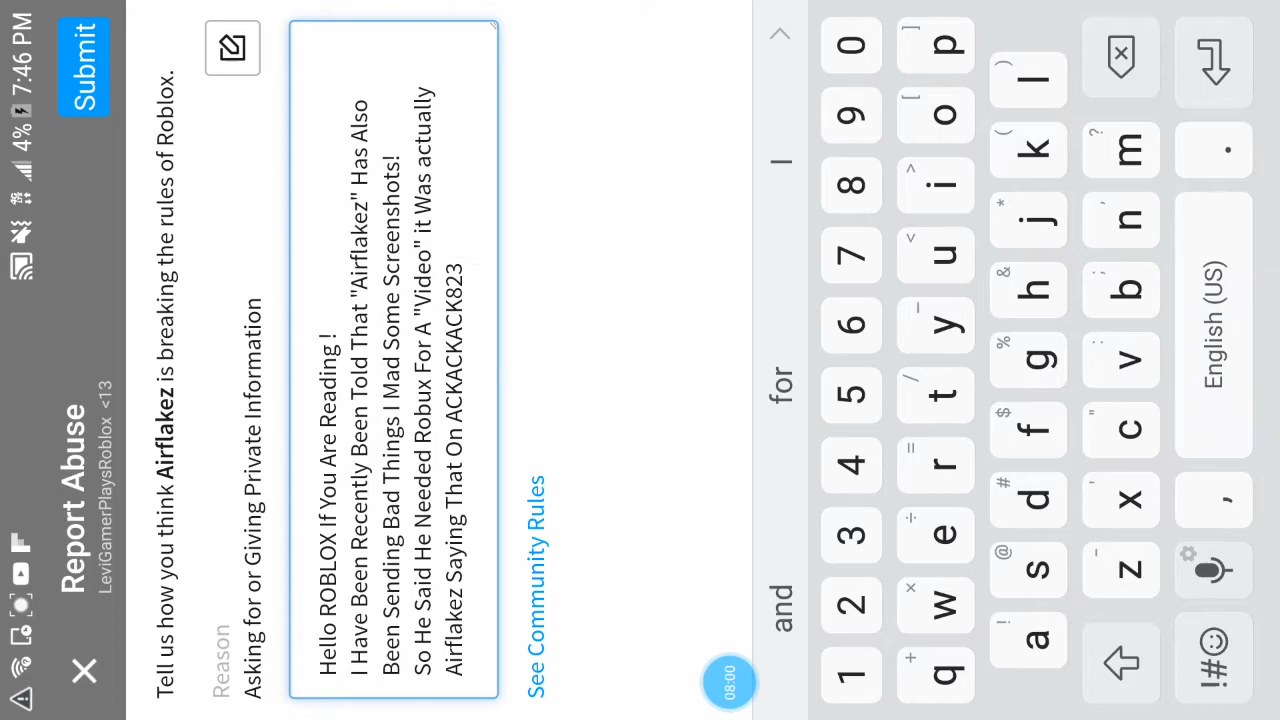 4% 7:46 PM
Report Abuse
LeviGamerPlaysRoblox <13
Submit
Tell us how you think Airflakez is breaking the rules of Roblox.
Reason
Asking for or Giving Private Information
Hello ROBLOX If You Are Reading !
I Have Been Recently Been Told That "Airflakez" Has Also
Been Sending Bad Things I Mad Some Screenshots!
So He Said He Needed Robux For A "Video" it Was actually
Airflakez Saying That On ACKACKACK823
See Community Rules
08:00
and for I
1 2 3 4 5 6 7 8 9 0
q w e r t y u i o p
a s d f g h j k l
z x c v b n m
!#☺ , English (US) .